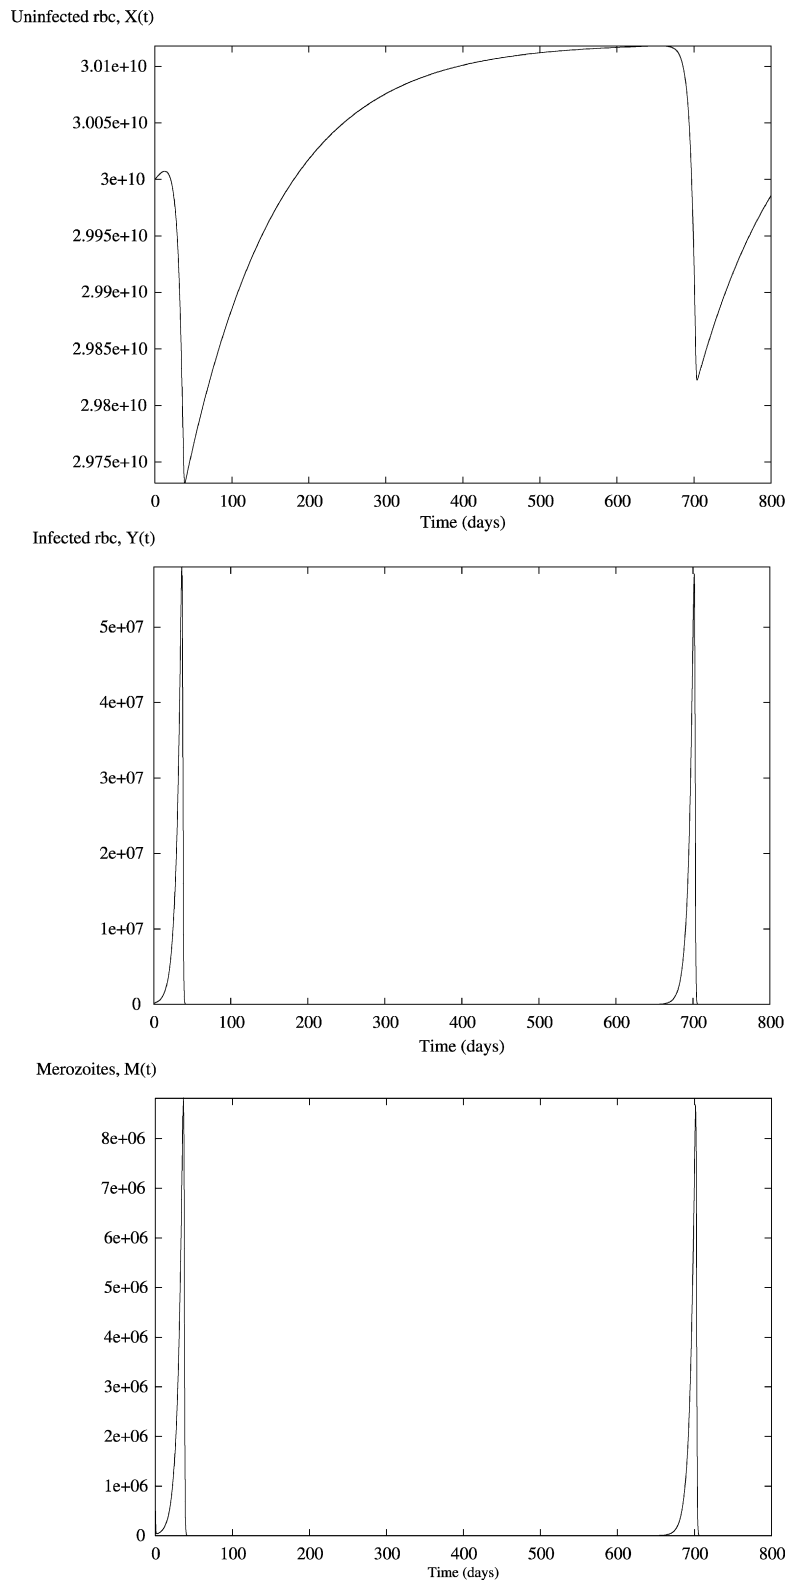 Uninfected rbc, X(t)
3.01e+10
3.005e+10
3e+10
2.995e+10
2.99e+10
2.985e+10
2.98e+10
2.975e+10
0 100 200 300 400 500 600 700 800
Time (days)
Infected rbc, Y(t)
5e+07
4e+07
3e+07
2e+07
1e+07
0
0 100 200 300 400 500 600 700 800
Time (days)
Merozoites, M(t)
8e+06
7e+06
6e+06
5e+06
4e+06
3e+06
2e+06
1e+06
0
0 100 200 300 400 500 600 700 800
Time (days)